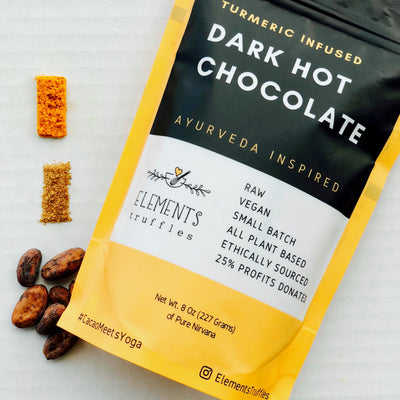 TURMERIC INFUSED
DARK HOT
CHOCOLATE
AYURVEDA INSPIRED
ELEMENTS
truffles
RAW
VEGAN
SMALL BATCH
ALL PLANT BASED
ETHICALLY SOURCED
25% PROFITS DONATED
Net Wt. 8 Oz (227 Grams)
of Pure Nirvana
#CacaoMeetsYoga
ElementsTruffles